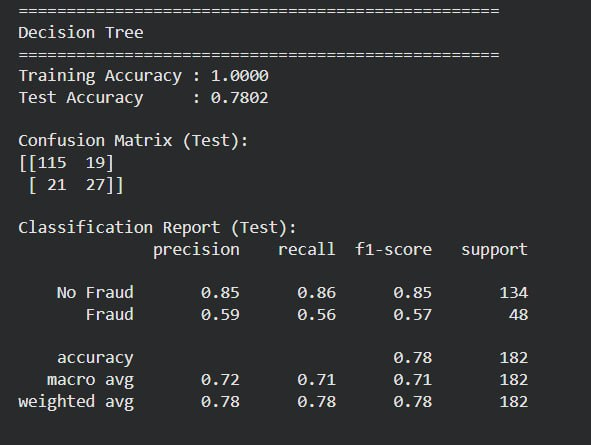 ==================================================
Decision Tree
==================================================
Training Accuracy : 1.0000
Test Accuracy     : 0.7802
Confusion Matrix (Test):
[[115  19]
 [ 21  27]]
Classification Report (Test):
              precision    recall  f1-score   support
    No Fraud       0.85      0.86      0.85       134
       Fraud       0.59      0.56      0.57        48
    accuracy                           0.78       182
   macro avg       0.72      0.71      0.71       182
weighted avg       0.78      0.78      0.78       182